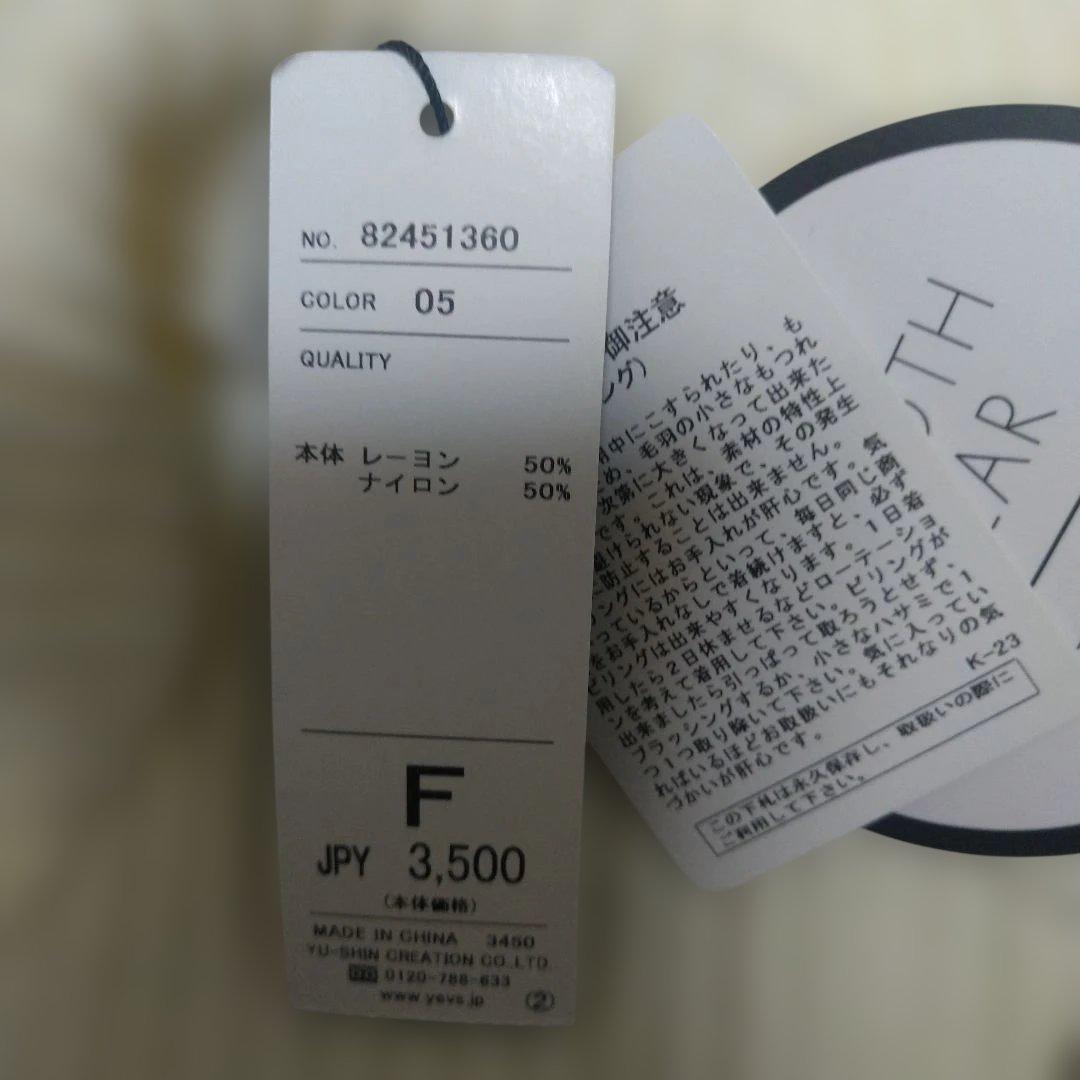 NO. 82451360
COLOR 05
QUALITY
本体 レーヨン 50%
ナイロン 50%
F
JPY 3,500
(本体価格)
MADE IN CHINA 3450
YU-SHIN CREATION CO.,LTD.
0120-788-633
www.yevs.jp ②
御注意
ング)
中にこすられたり、も
め、毛羽の小さなもつれ
次第に大きくなって出来た
です。これは、素材の特性上
避けられない現象で、その発生
防止することは出来ません。
ングにはお手入れが肝心です。気
っているからといって、毎日同じ商
をお手入れなしで着続けますと、必ず
ピリングは出来やすくなります。1日着
用したら2日休ませるなどローテーショ
ンを考えて着用して下さい。ピリングが
出来ましたら引っぱって取ろうとせず、
ブラッシングするか、小さなハサミで1
つ1つ取り除いて下さい。気に入ってい
ればいるほどお取扱いにもそれなりの気
づかいが肝心です。
K-23
この下札は永久保存し、取扱いの際に
ご利用して下さい。
TH
AR